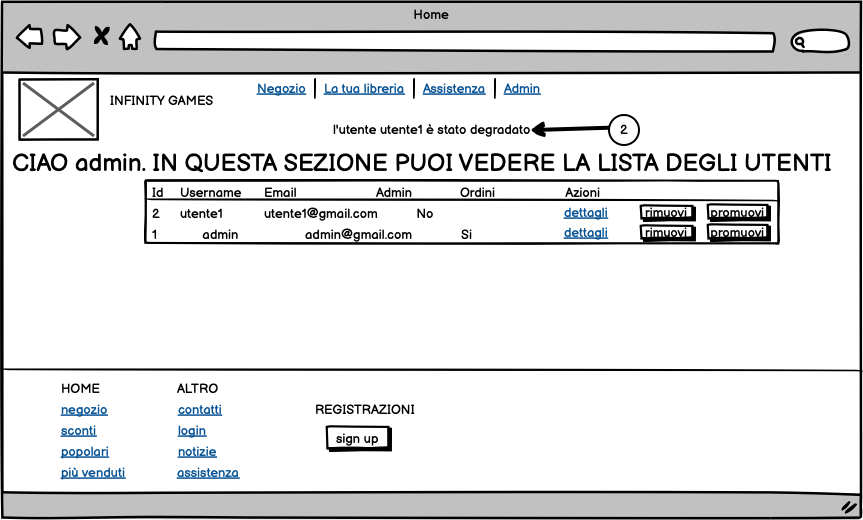 Home
Negozio La tua libreria Assistenza Admin
INFINITY GAMES
l'utente utente1 è stato degradato 2
CIAO admin. IN QUESTA SEZIONE PUOI VEDERE LA LISTA DEGLI UTENTI
Id Username Email Admin Ordini Azioni
2 utente1 utente1@gmail.com No dettagli rimuovi promuovi
1 admin admin@gmail.com Si dettagli rimuovi promuovi
HOME ALTRO
negozio contatti REGISTRAZIONI
sconti login sign up
popolari notizie
più venduti assistenza